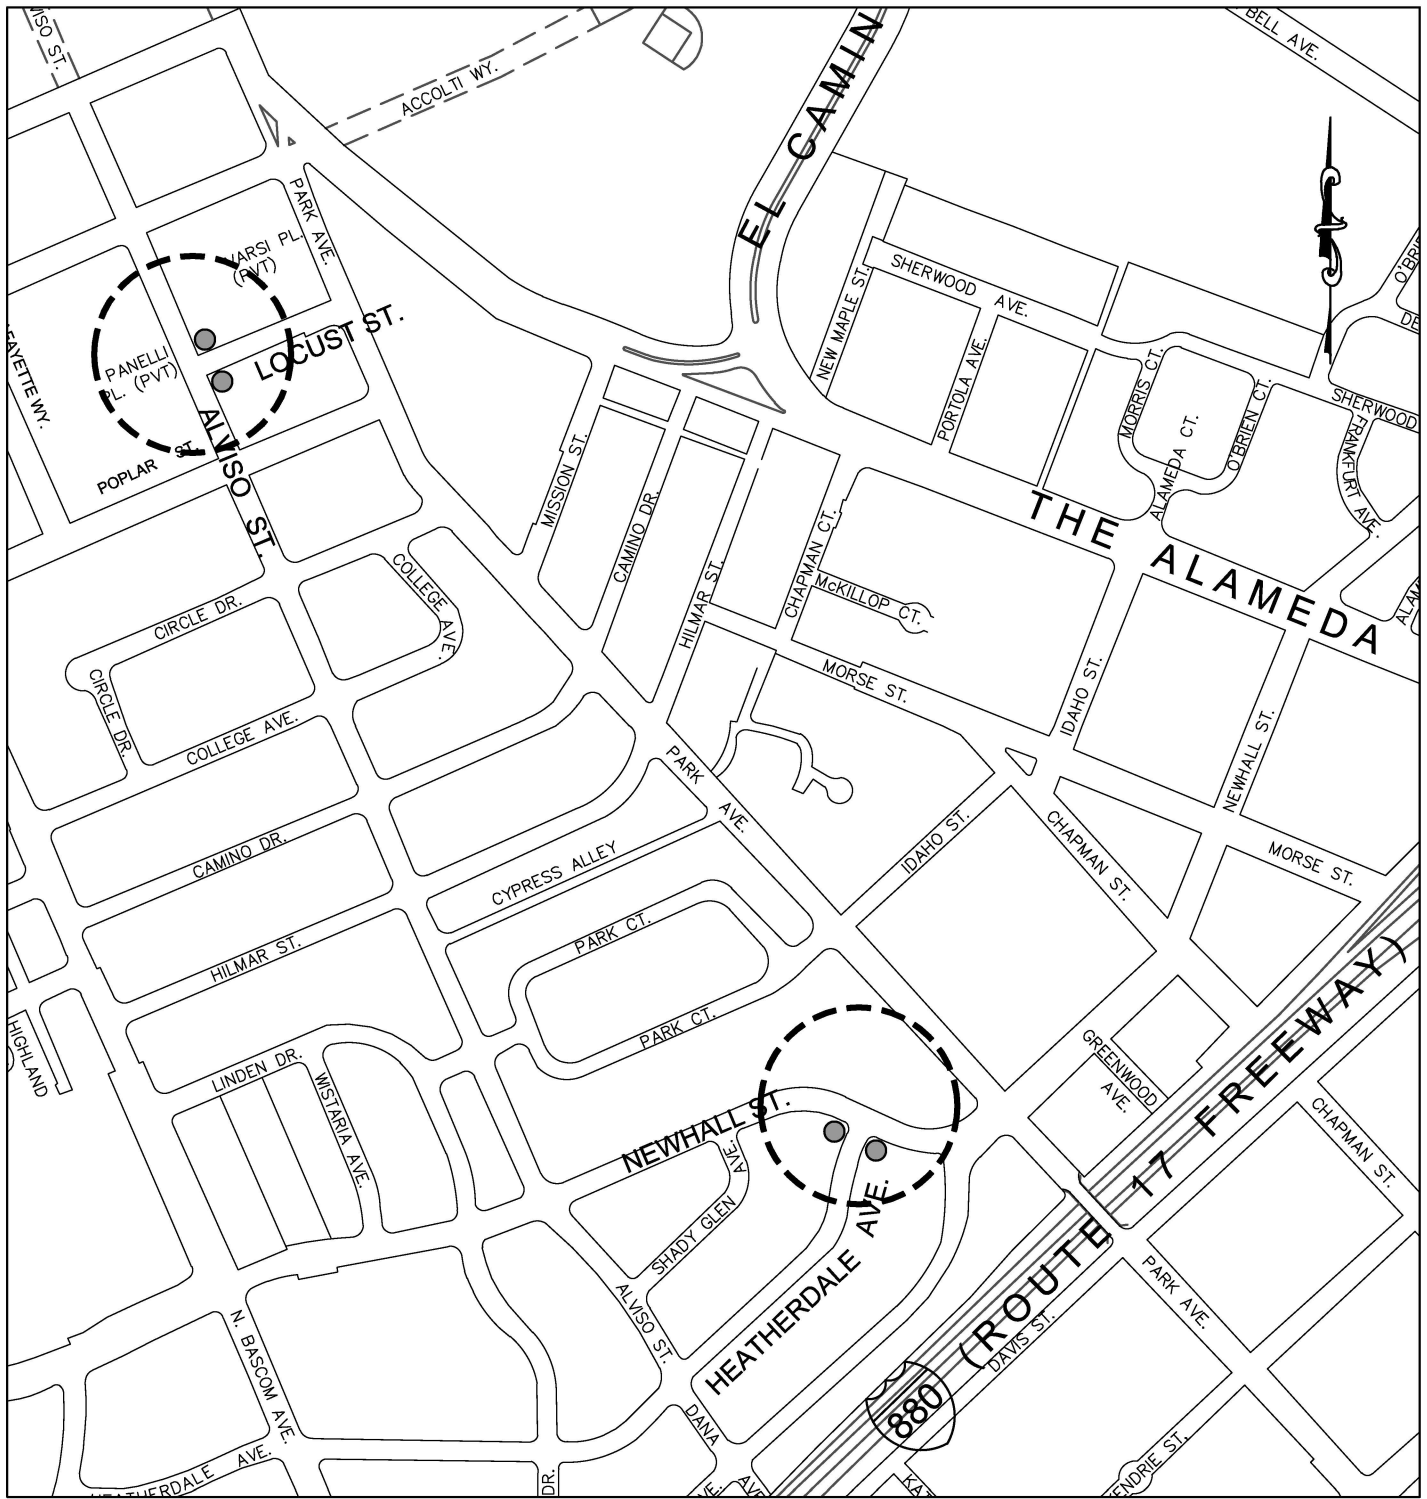 ACCOLTI WY.
BELL AVE.
EL CAMIN
PARK AVE.
VARSI PL.
(PVT)
LOCUST ST.
PANELLI
PL. (PVT)
ALVISO ST.
POPLAR ST.
SHERWOOD AVE.
NEW MAPLE ST.
PORTOLA AVE.
MORRIS CT.
ALAMEDA CT.
O'BRIEN CT.
SHERWOOD
FRANKFURT AVE.
THE ALAMEDA
MISSION ST.
CAMINO DR.
HILMAR ST.
CHAPMAN CT.
McKILLOP CT.
MORSE ST.
IDAHO ST.
NEWHALL ST.
COLLEGE AVE.
CIRCLE DR.
CIRCLE DR.
COLLEGE AVE.
PARK AVE.
CAMINO DR.
CYPRESS ALLEY
IDAHO ST.
CHAPMAN ST.
MORSE ST.
HILMAR ST.
PARK CT.
PARK CT.
HIGHLAND
LINDEN DR.
WISTARIA AVE.
NEWHALL ST.
GREENWOOD
AVE.
CHAPMAN ST.
SHADY GLEN AVE.
HEATHERDALE AVE.
(ROUTE 17 FREEWAY)
880
DAVIS ST.
PARK AVE.
ALVISO ST.
N. BASCOM AVE.
DANA
HEATHERDALE AVE.
DR.